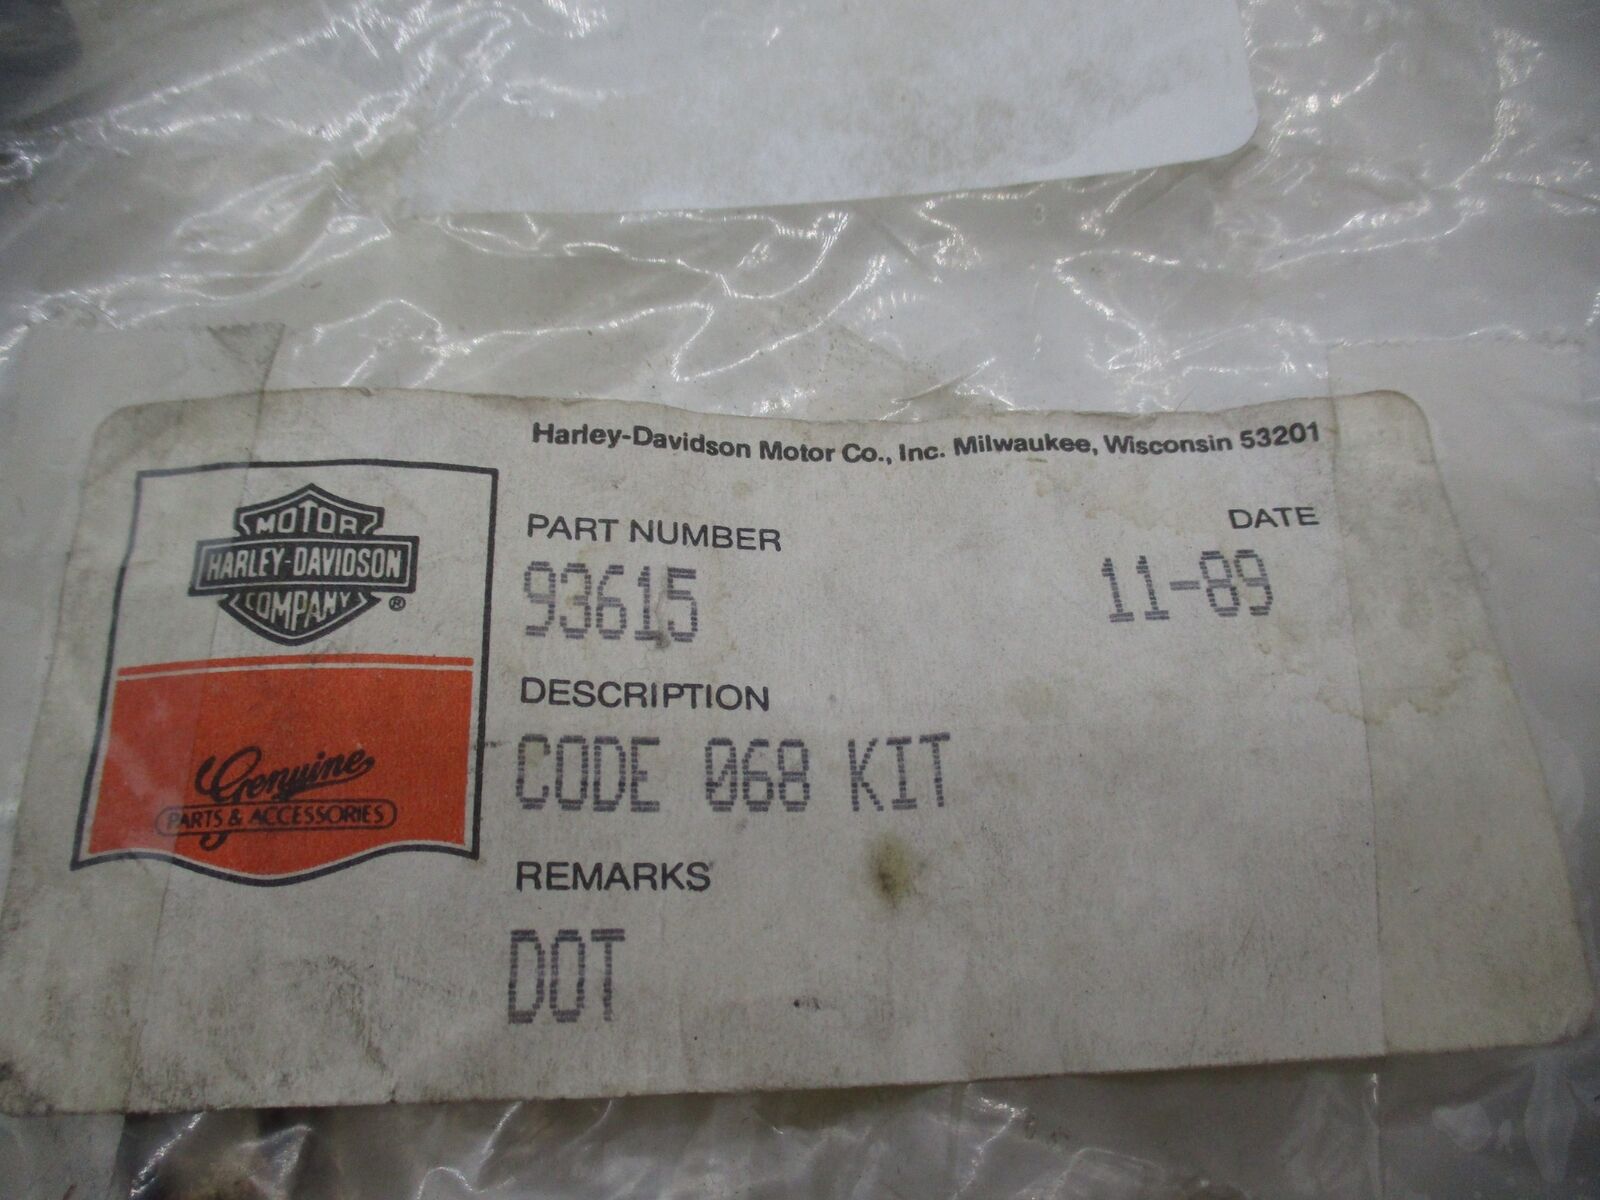 Harley-Davidson Motor Co., Inc. Milwaukee, Wisconsin 53201
MOTOR
HARLEY-DAVIDSON
COMPANY
®
Genuine
PARTS & ACCESSORIES
PART NUMBER
93615
DATE
11-89
DESCRIPTION
CODE 068 KIT
REMARKS
DOT